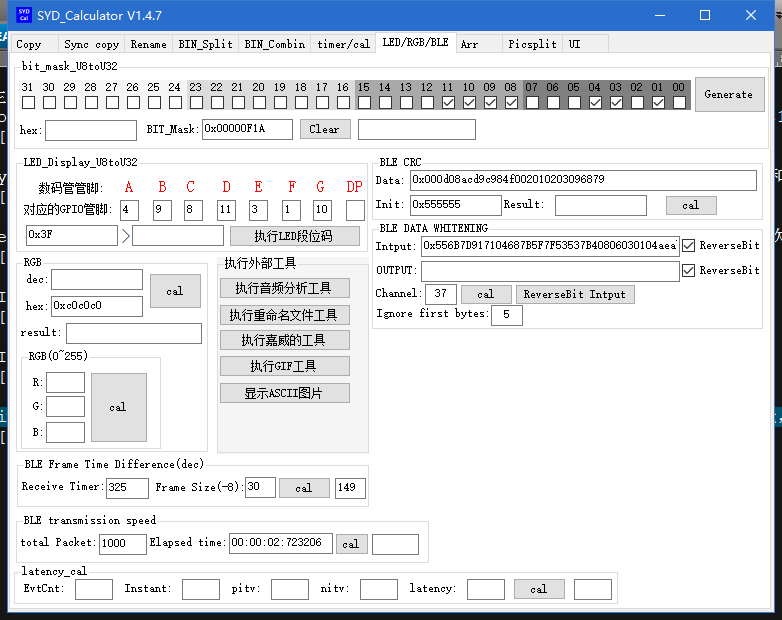 SYD Cal SYD_Calculator V1.4.7
Copy Sync copy Rename BIN_Split BIN_Combin timer/cal LED/RGB/BLE Arr Picsplit UI
bit_mask_U8toU32
31 30 29 28 27 26 25 24 23 22 21 20 19 18 17 16 15 14 13 12 11 10 09 08 07 06 05 04 03 02 01 00
Generate
hex: BIT_Mask: 0x00000F1A Clear
LED_Display_U8toU32
数码管管脚: A B C D E F G DP
对应的GPIO管脚: 4 9 8 11 3 1 10
0x3F 执行LED段位码
BLE CRC
Data: 0x000d08acd9c984f002010203096879
Init: 0x555555 Result: cal
BLE DATA WHITENING
Intput: 0x556B7D917104687B5F7F53537B40806030104aea ReverseBit
OUTPUT: ReverseBit
Channel: 37 cal ReverseBit Intput
Ignore first bytes: 5
RGB
dec:
cal
hex: 0xc0c0c0
result:
RGB(0~255)
R:
G:
cal
B:
执行外部工具
执行音频分析工具
执行重命名文件工具
执行嘉威的工具
执行GIF工具
显示ASCII图片
BLE Frame Time Difference(dec)
Receive Timer: 325 Frame Size(-8): 30 cal 149
BLE transmission speed
total Packet: 1000 Elapsed time: 00:00:02:723206 cal
latency_cal
EvtCnt: Instant: pitv: nitv: latency: cal